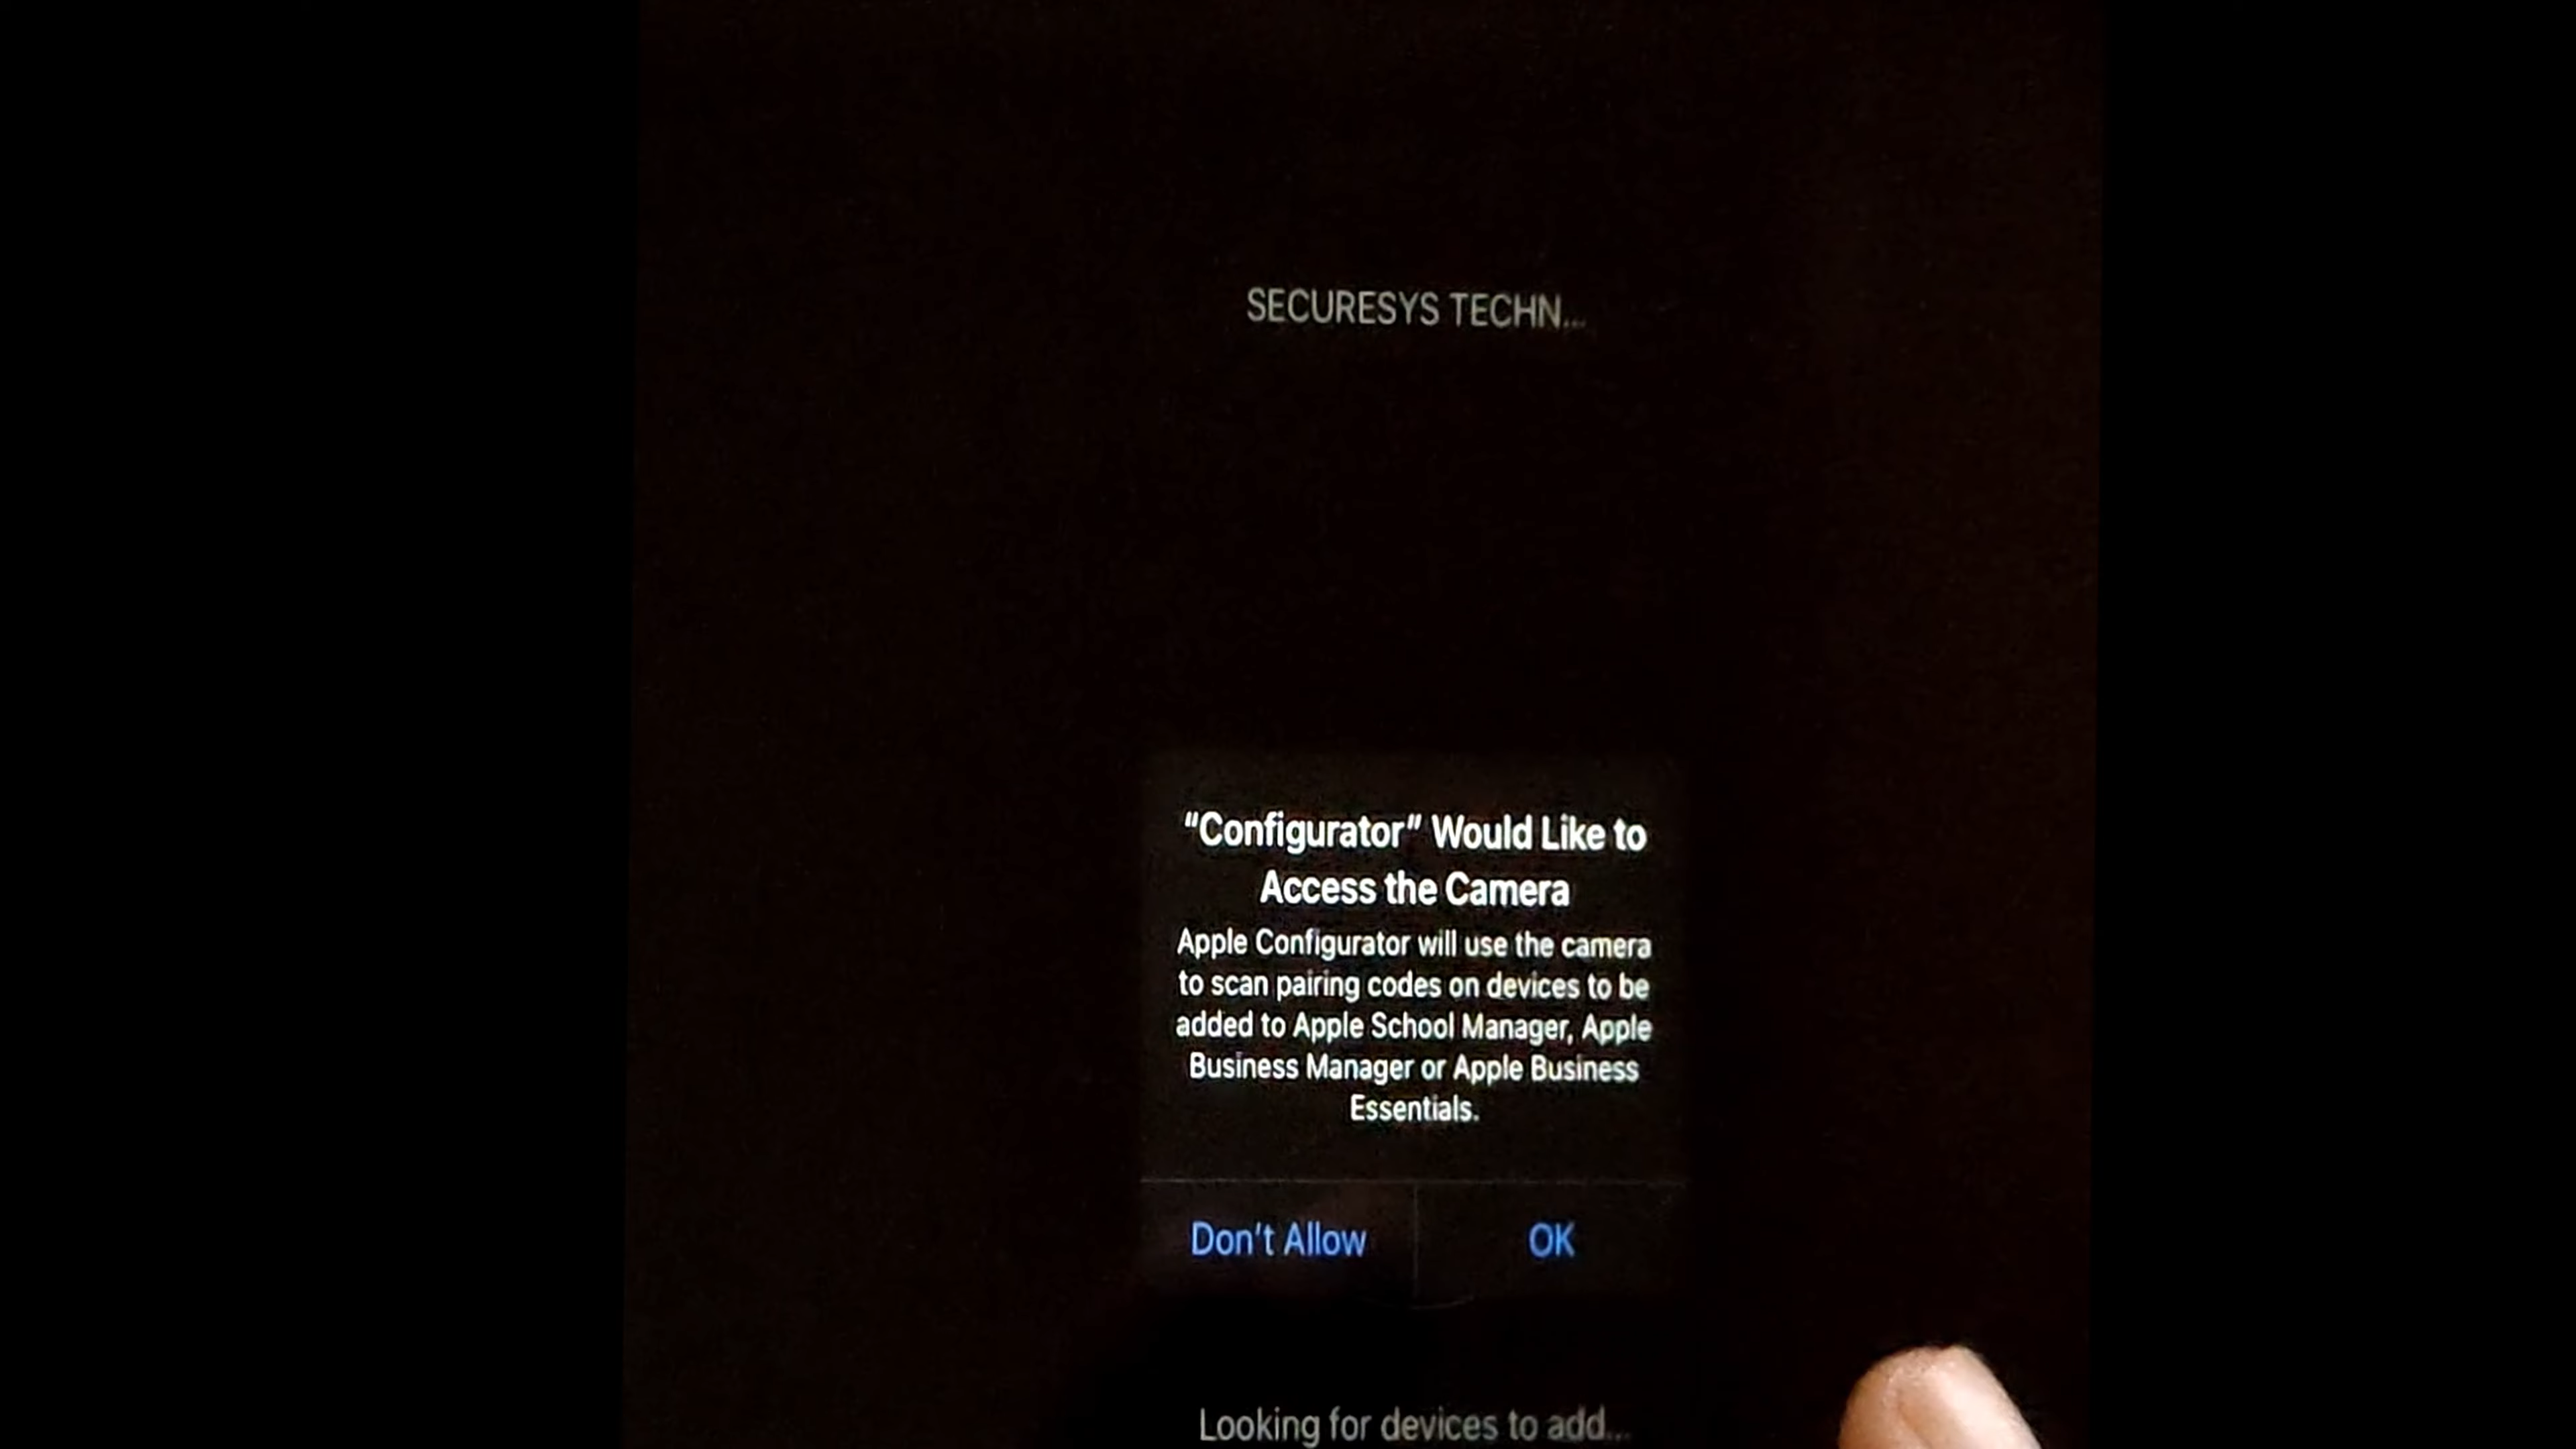 SECURESYS TECHN...
"Configurator" Would Like to
Access the Camera
Apple Configurator will use the camera
to scan pairing codes on devices to be
added to Apple School Manager, Apple
Business Manager or Apple Business
Essentials.
Don't Allow
OK
Looking for devices to add...